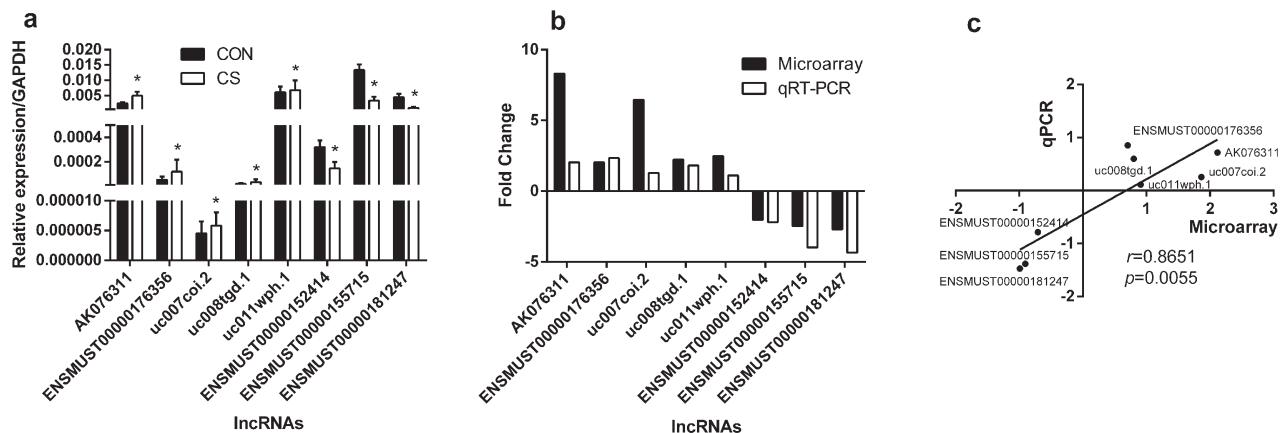 a
Relative expression/GAPDH
0.020
0.015
0.010
0.005
0.0004
0.0002
0.000010
0.000005
0.000000
CON
CS
*
*
*
*
*
*
*
*
AK076311
ENSMUST00000176356
uc007coi.2
uc008tgd.1
uc011wph.1
ENSMUST00000152414
ENSMUST00000155715
ENSMUST00000181247
lncRNAs
b
Fold Change
10
5
0
-5
Microarray
qRT-PCR
AK076311
ENSMUST00000176356
uc007coi.2
uc008tgd.1
uc011wph.1
ENSMUST00000152414
ENSMUST00000155715
ENSMUST00000181247
lncRNAs
c
qPCR
2
1
-1
-2
-2
-1
1
2
3
Microarray
ENSMUST00000176356
AK076311
uc008tgd.1
uc007coi.2
uc011wph.1
ENSMUST00000152414
ENSMUST00000155715
ENSMUST00000181247
r=0.8651
p=0.0055